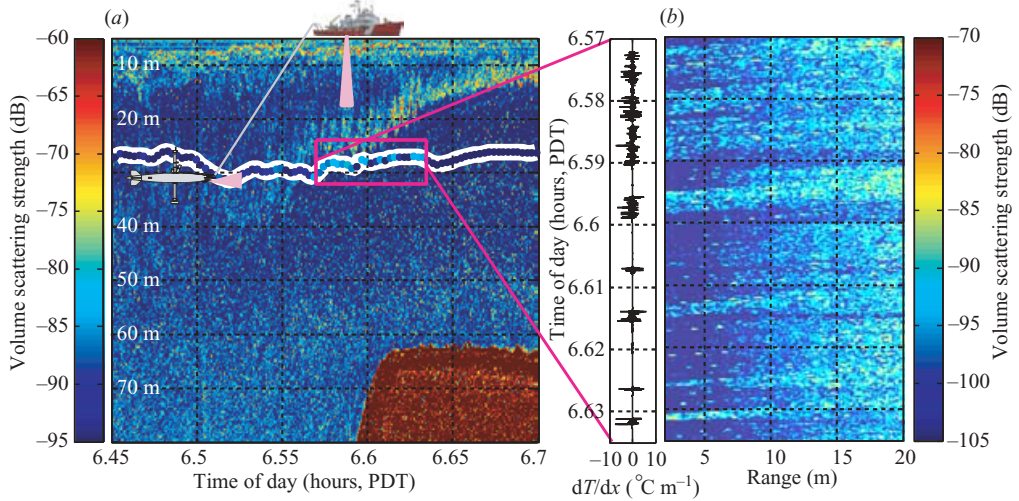 (a)
(b)
Volume scattering strength (dB)
–60
–65
–70
–75
–80
–85
–90
–95
10 m
20 m
40 m
50 m
60 m
70 m
6.45
6.5
6.55
6.6
6.65
6.7
Time of day (hours, PDT)
Time of day (hours, PDT)
6.57
6.58
6.59
6.6
6.61
6.62
6.63
–10 0 10
dT/dx (°C m⁻¹)
5
10
15
20
Range (m)
–70
–75
–80
–85
–90
–95
–100
–105
Volume scattering strength (dB)